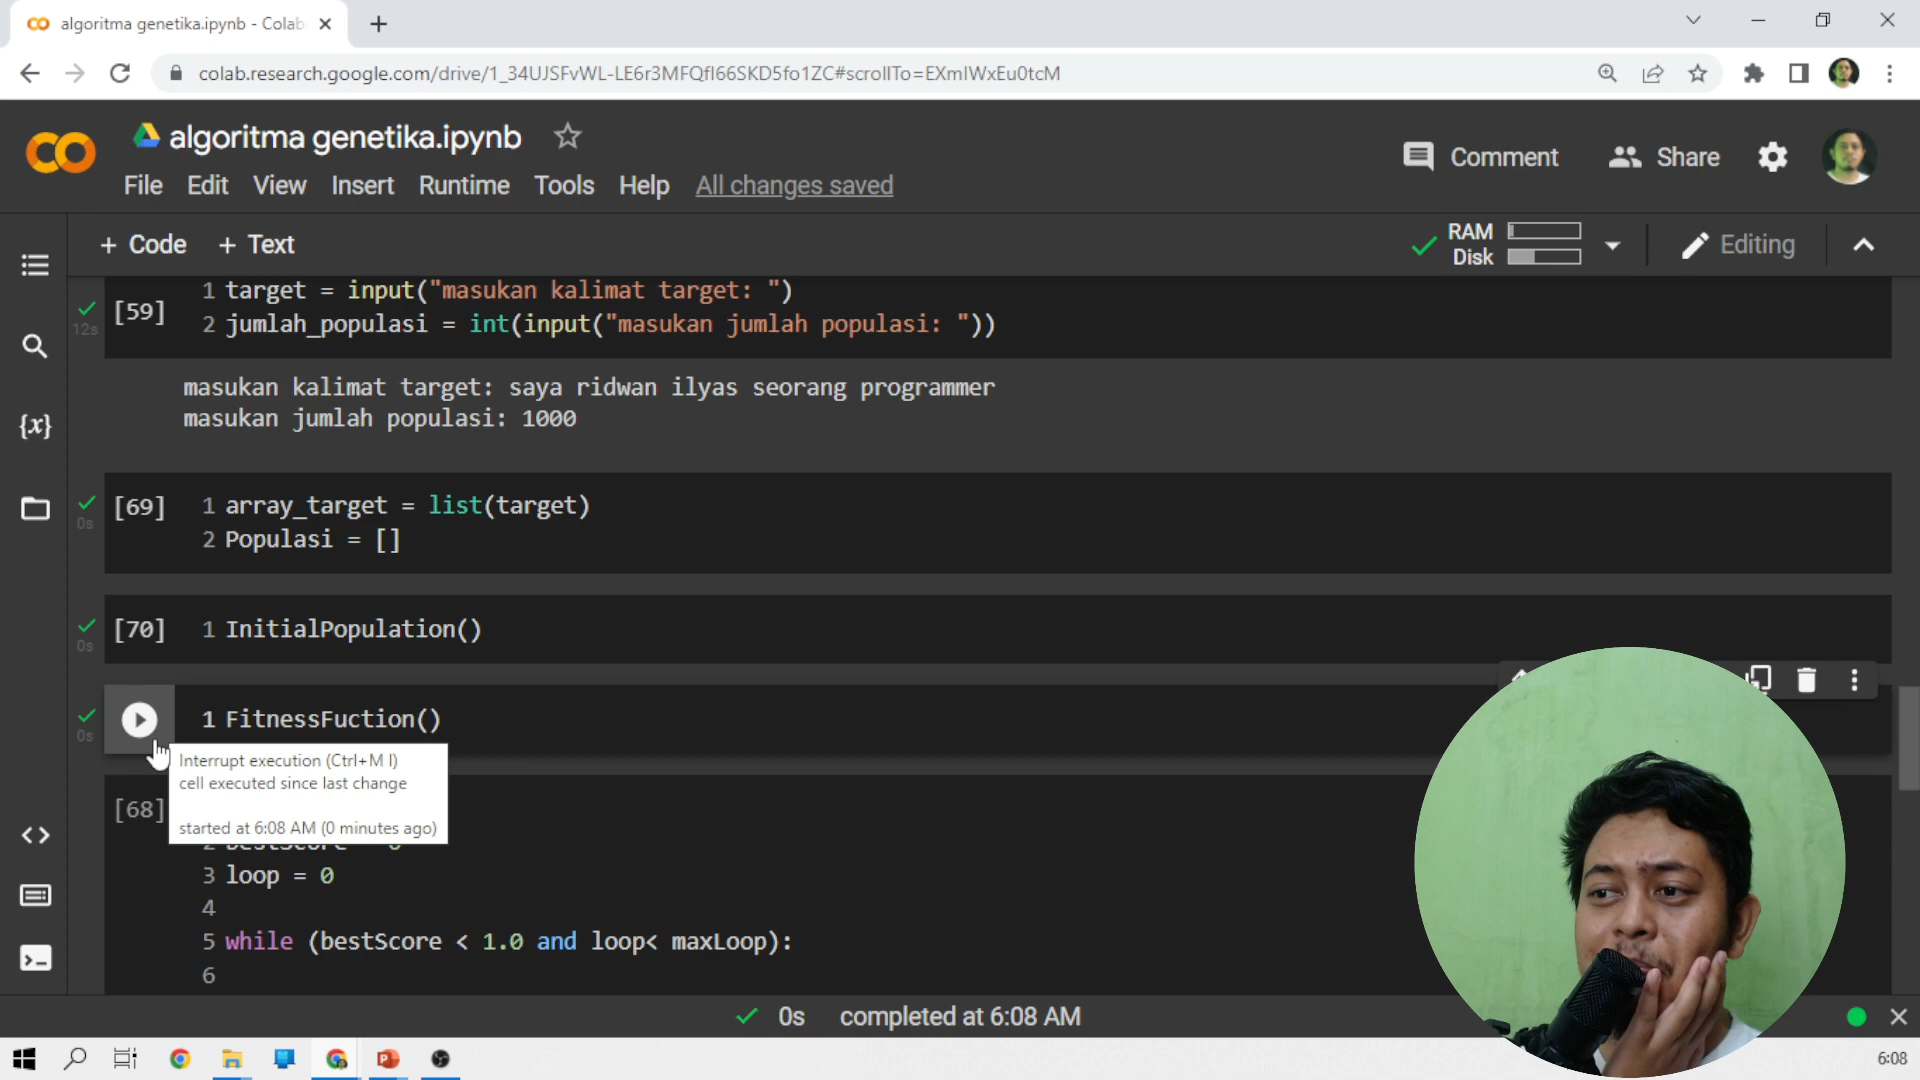 algoritma genetika.ipynb - Colab
colab.research.google.com/drive/1_34UJSFvWL-LE6r3MFQfl66SKD5fo1ZC#scrollTo=EXmIWxEu0tcM
algoritma genetika.ipynb
Comment
Share
File Edit View Insert Runtime Tools Help All changes saved
+ Code + Text
RAM
Disk
Editing
[59]
12s
1 target = input("masukan kalimat target: ")
2 jumlah_populasi = int(input("masukan jumlah populasi: "))
masukan kalimat target: saya ridwan ilyas seorang programmer
masukan jumlah populasi: 1000
[69]
0s
1 array_target = list(target)
2 Populasi = []
[70]
0s
1 InitialPopulation()
0s
1 FitnessFuction()
Interrupt execution (Ctrl+M I)
cell executed since last change
started at 6:08 AM (0 minutes ago)
[68]
3 loop = 0
4
5 while (bestScore < 1.0 and loop< maxLoop):
6
{x}
0s completed at 6:08 AM
6:08